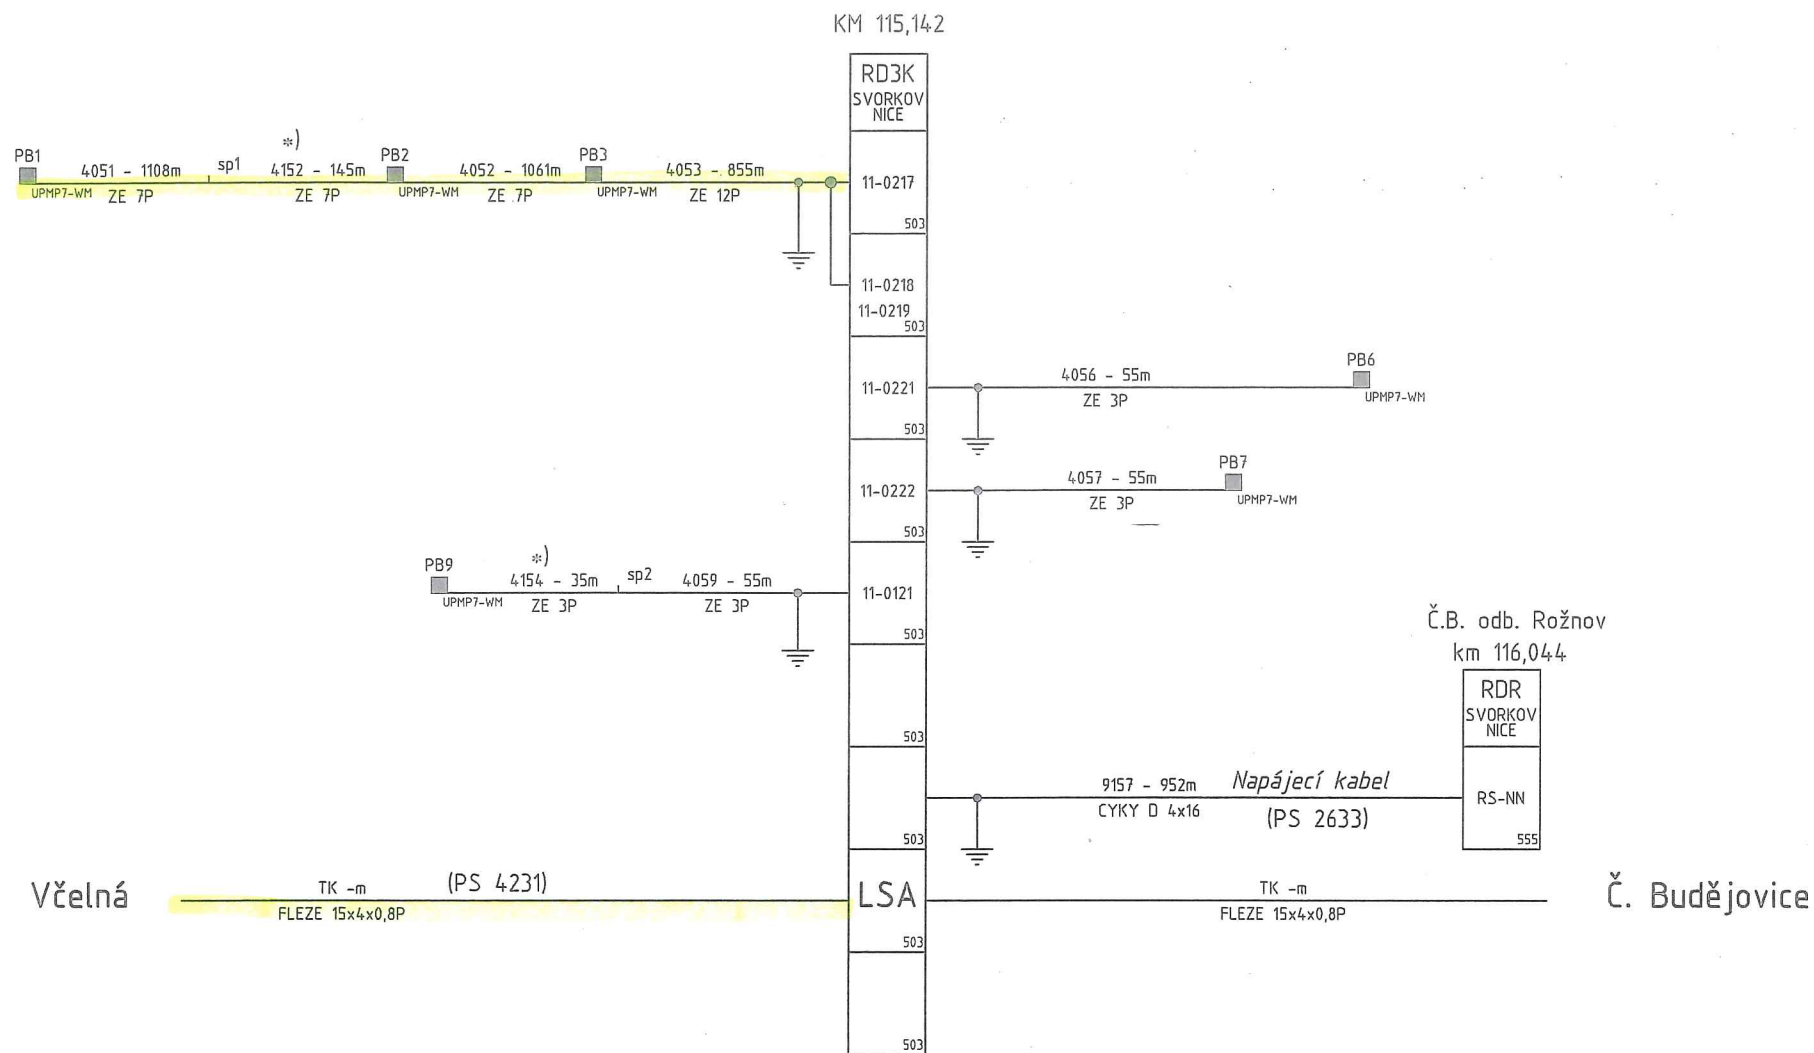 KM 115,142
RD3K
SVORKOV
NICE
*)
PB1
4051 - 1108m
sp1
4152 - 145m
PB2
4052 - 1061m
PB3
4053 - 855m
UPMP7-WM
ZE 7P
ZE 7P
UPMP7-WM
ZE 7P
UPMP7-WM
ZE 12P
11-0217
503
11-0218
11-0219
503
PB6
4056 - 55m
11-0221
ZE 3P
UPMP7-WM
503
PB7
4057 - 55m
11-0222
ZE 3P
UPMP7-WM
503
*)
PB9
4154 - 35m
sp2
4059 - 55m
UPMP7-WM
ZE 3P
ZE 3P
11-0121
503
Č.B. odb. Rožnov
km 116,044
RDR
SVORKOV
NICE
503
9157 - 952m
Napájecí kabel
CYKY D 4x16
(PS 2633)
RS-NN
503
555
Včelná
TK -m
(PS 4231)
FLEZE 15x4x0,8P
LSA
TK -m
FLEZE 15x4x0,8P
Č. Budějovice
503
503